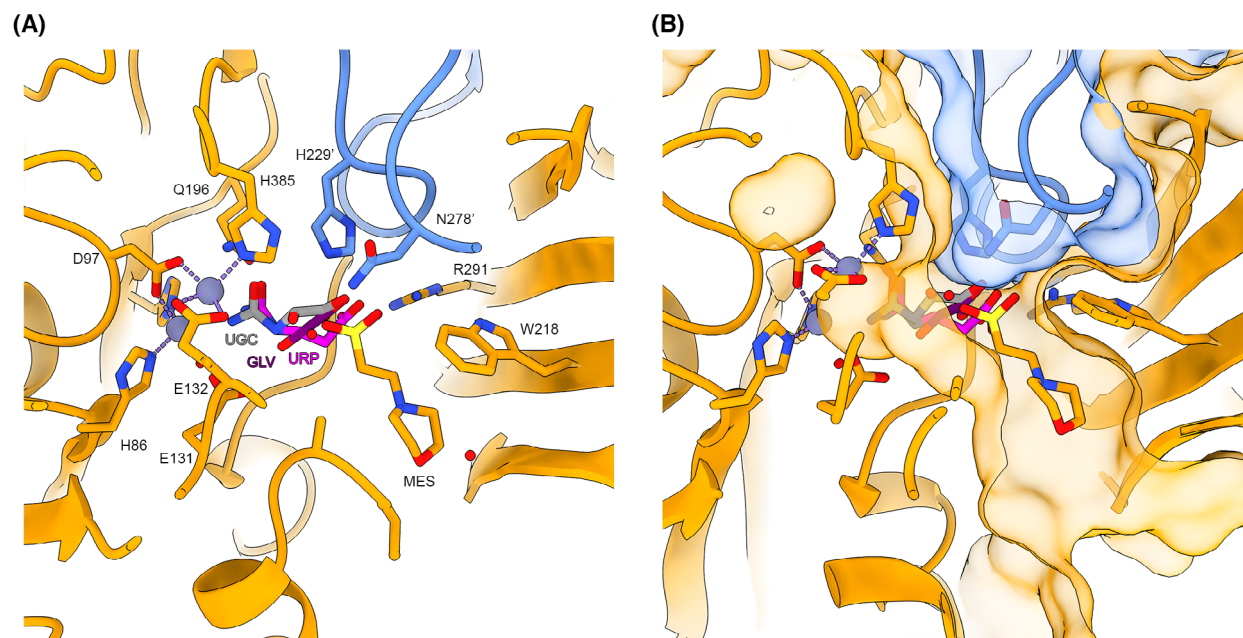 (A)
(B)
H229'
Q196
H385
N278'
D97
R291
UGC
W218
GLV
URP
E132
H86
E131
MES